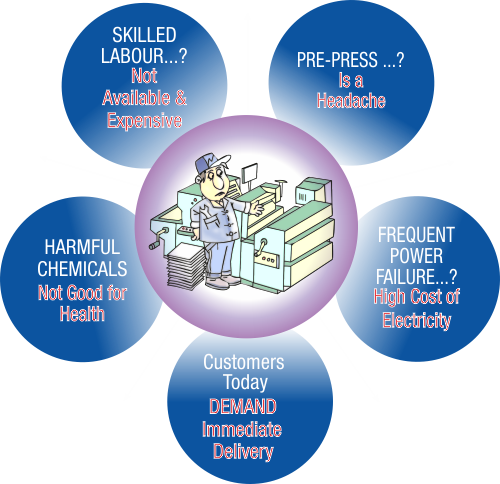 SKILLED
LABOUR...?
Not
Available &
Expensive
PRE-PRESS ...?
Is a
Headache
HARMFUL
CHEMICALS
Not Good for
Health
FREQUENT
POWER
FAILURE...?
High Cost of
Electricity
Customers
Today
DEMAND
Immediate
Delivery